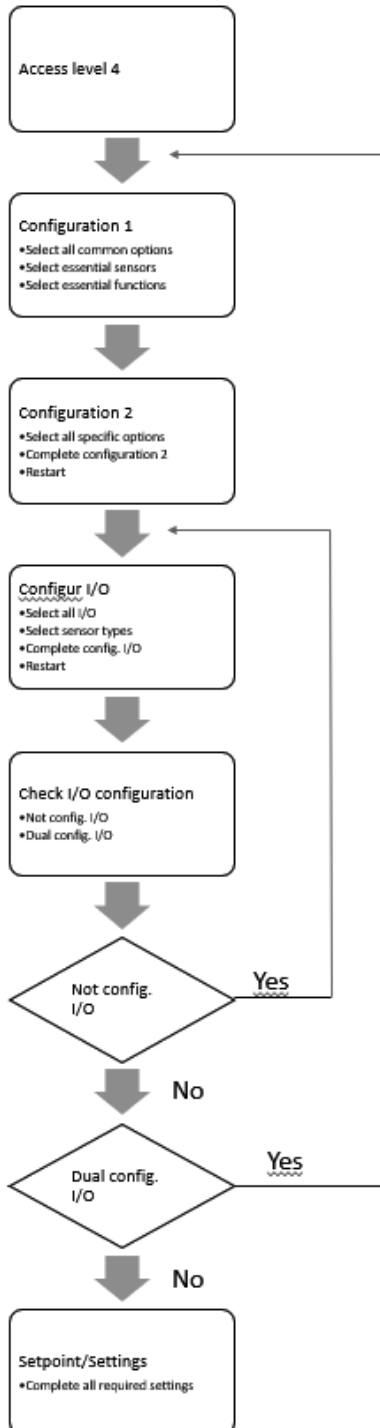 Access level 4
Configuration 1
•Select all common options
•Select essential sensors
•Select essential functions
Configuration 2
•Select all specific options
•Complete configuration 2
•Restart
Configur I/O
•Select all I/O
•Select sensor types
•Complete config. I/O
•Restart
Check I/O configuration
•Not config. I/O
•Dual config. I/O
Not config.
I/O
Yes
No
Dual config.
I/O
Yes
No
Setpoint/Settings
•Complete all required settings